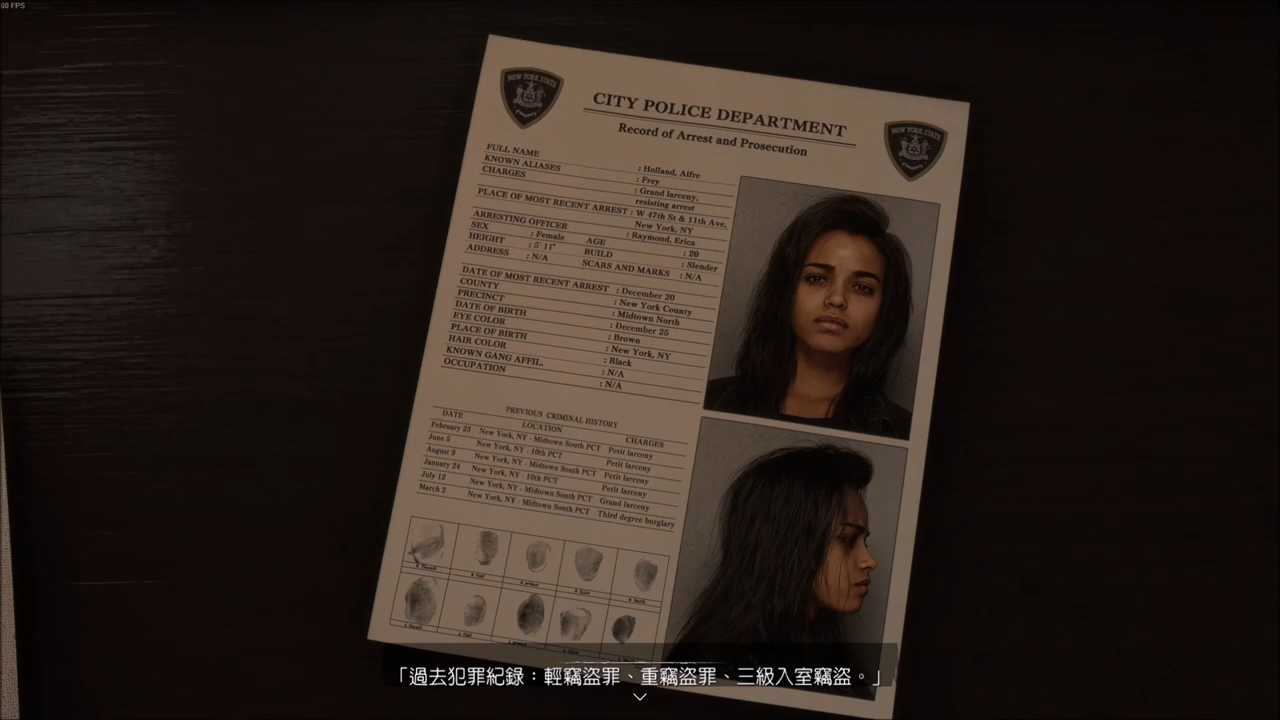 60 FPS
NEW YORK STATE
CITY POLICE DEPARTMENT
NEW YORK STATE
Record of Arrest and Prosecution
FULL NAME : Holland, Alfre
KNOWN ALIASES : Frey
CHARGES : Grand larceny,
resisting arrest
PLACE OF MOST RECENT ARREST : W 47th St & 11th Ave,
New York, NY
ARRESTING OFFICER : Raymond, Erica
SEX : Female AGE : 20
HEIGHT : 5' 11" BUILD : Slender
ADDRESS : N/A SCARS AND MARKS : N/A
DATE OF MOST RECENT ARREST : December 20
COUNTY : New York County
PRECINCT : Midtown North
DATE OF BIRTH : December 25
EYE COLOR : Brown
PLACE OF BIRTH : New York, NY
HAIR COLOR : Black
KNOWN GANG AFFIL. : N/A
OCCUPATION : N/A
PREVIOUS CRIMINAL HISTORY
DATE LOCATION CHARGES
February 23 New York, NY - Midtown South PCT Petit larceny
June 5 New York, NY - 10th PCT Petit larceny
August 9 New York, NY - Midtown South PCT Petit larceny
January 24 New York, NY - 10th PCT Petit larceny
July 12 New York, NY - Midtown South PCT Grand larceny
March 2 New York, NY - Midtown South PCT Third degree burglary
「過去犯罪紀錄：輕竊盜罪、重竊盜罪、三級入室竊盜。」